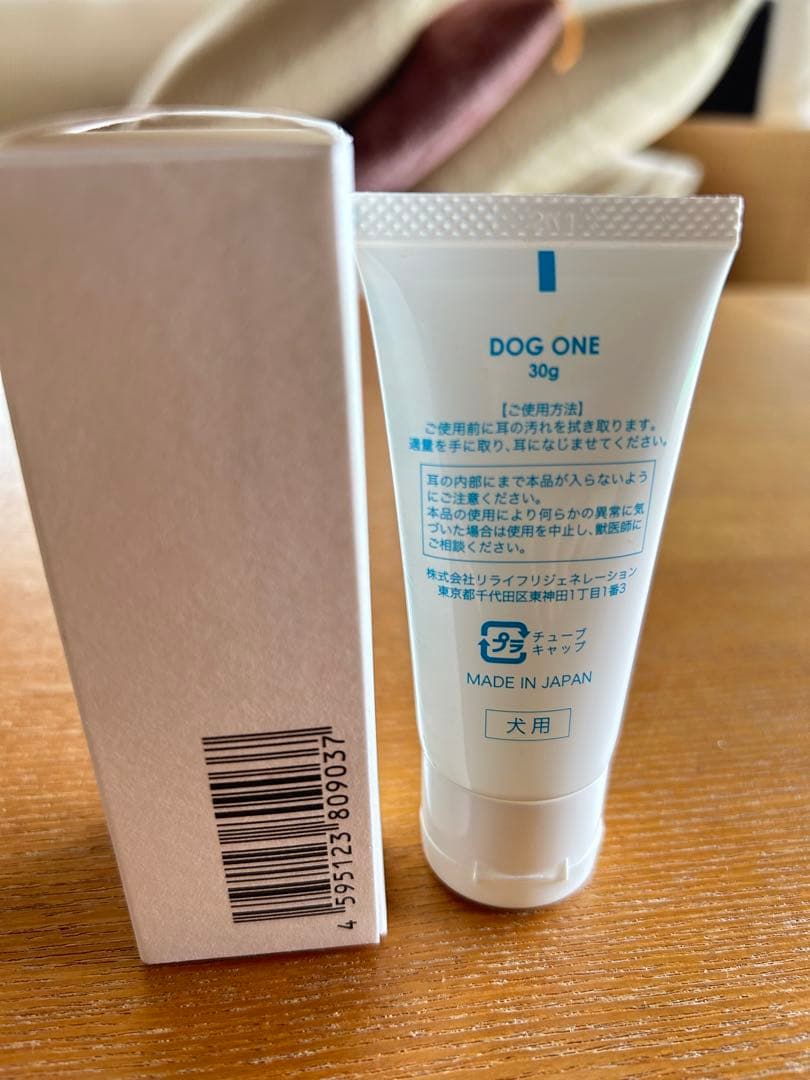 DOG ONE
30g
【ご使用方法】
ご使用前に耳の汚れを拭き取ります。
適量を手に取り、耳になじませてください。
耳の内部にまで本品が入らないよう
にご注意ください。
本品の使用により何らかの異常に気
づいた場合は使用を中止し、獣医師に
ご相談ください。
株式会社リライフリジェネレーション
東京都千代田区東神田1丁目1番3
プラ
チューブ
キャップ
MADE IN JAPAN
犬用
4 595123 809037